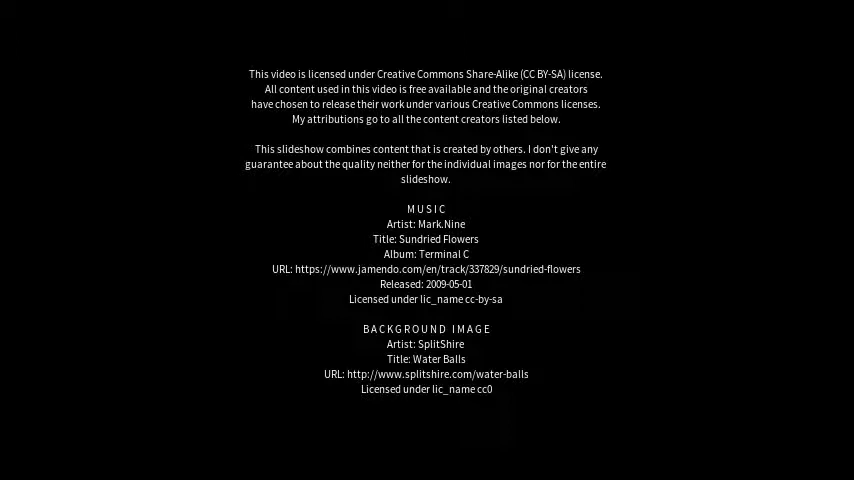 This video is licensed under Creative Commons Share-Alike (CC BY-SA) license.
All content used in this video is free available and the original creators
have chosen to release their work under various Creative Commons licenses.
My attributions go to all the content creators listed below.
This slideshow combines content that is created by others. I don't give any
guarantee about the quality neither for the individual images nor for the entire
slideshow.
MUSIC
Artist: Mark.Nine
Title: Sundried Flowers
Album: Terminal C
URL: https://www.jamendo.com/en/track/337829/sundried-flowers
Released: 2009-05-01
Licensed under lic_name cc-by-sa
BACKGROUND IMAGE
Artist: SplitShire
Title: Water Balls
URL: http://www.splitshire.com/water-balls
Licensed under lic_name cc0